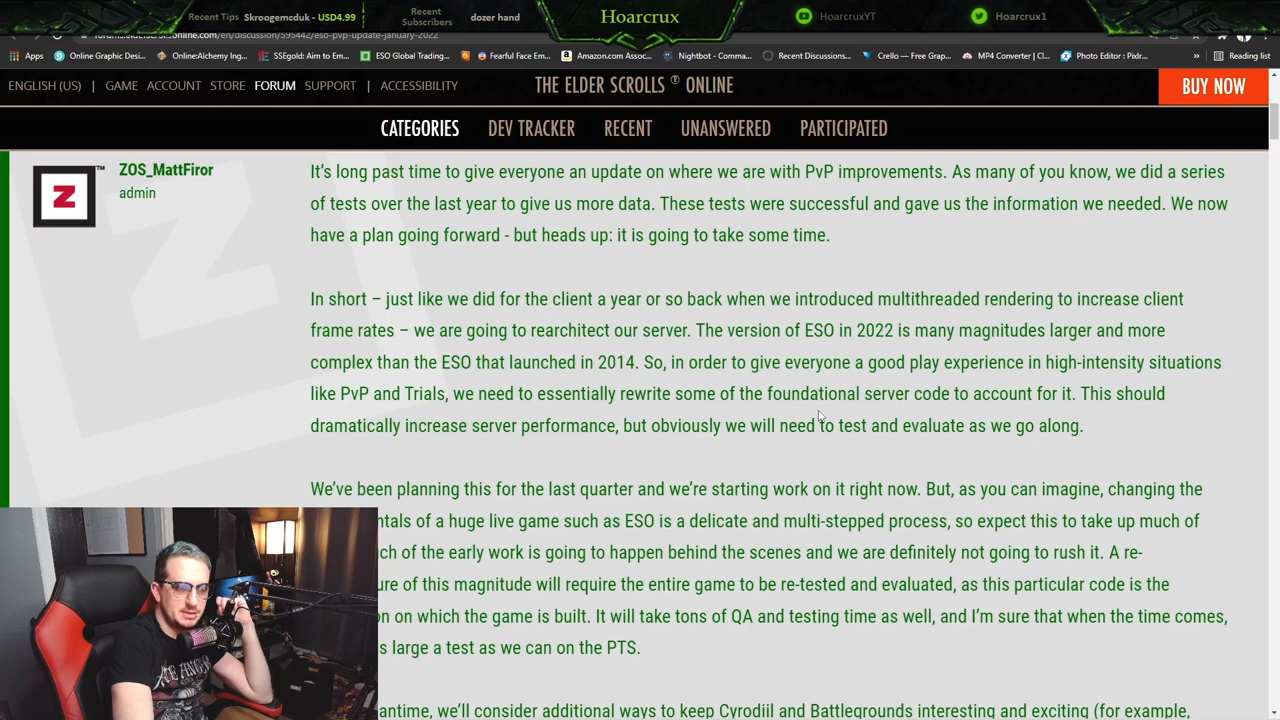 Recent Tips Skroogemcduk - USD4.99
Recent Subscribers dozer hand
Hoarcrux
HoarcruxYT
Hoarcrux1
online.com/en/discussion/595442/eso-pvp-update-january-2022
Apps
Online Graphic Desi...
OnlineAlchemy Ing...
SSEgold: Aim to Em...
ESO Global Trading...
Fearful Eme...
Amazon.com Assoc...
Nightbot - Comma...
Recent Discussions...
Crello — Free Grap...
MP4 Converter | Cl...
Photo Editor : Pixlr...
»
Reading list
ENGLISH (US) | GAME ACCOUNT STORE FORUM SUPPORT | ACCESSIBILITY
THE ELDER SCROLLS ® ONLINE
BUY NOW
CATEGORIES DEV TRACKER RECENT UNANSWERED PARTICIPATED
Z ™
ZOS_MattFiror
admin
It's long past time to give everyone an update on where we are with PvP improvements. As many of you know, we did a series
of tests over the last year to give us more data. These tests were successful and gave us the information we needed. We now
have a plan going forward - but heads up: it is going to take some time.
In short – just like we did for the client a year or so back when we introduced multithreaded rendering to increase client
frame rates – we are going to rearchitect our server. The version of ESO in 2022 is many magnitudes larger and more
complex than the ESO that launched in 2014. So, in order to give everyone a good play experience in high-intensity situations
like PvP and Trials, we need to essentially rewrite some of the foundational server code to account for it. This should
dramatically increase server performance, but obviously we will need to test and evaluate as we go along.
We've been planning this for the last quarter and we're starting work on it right now. But, as you can imagine, changing the
ntals of a huge live game such as ESO is a delicate and multi-stepped process, so expect this to take up much of
ch of the early work is going to happen behind the scenes and we are definitely not going to rush it. A re-
ure of this magnitude will require the entire game to be re-tested and evaluated, as this particular code is the
on on which the game is built. It will take tons of QA and testing time as well, and I'm sure that when the time comes,
s large a test as we can on the PTS.
antime, we'll consider additional ways to keep Cyrodiil and Battlegrounds interesting and exciting (for example,